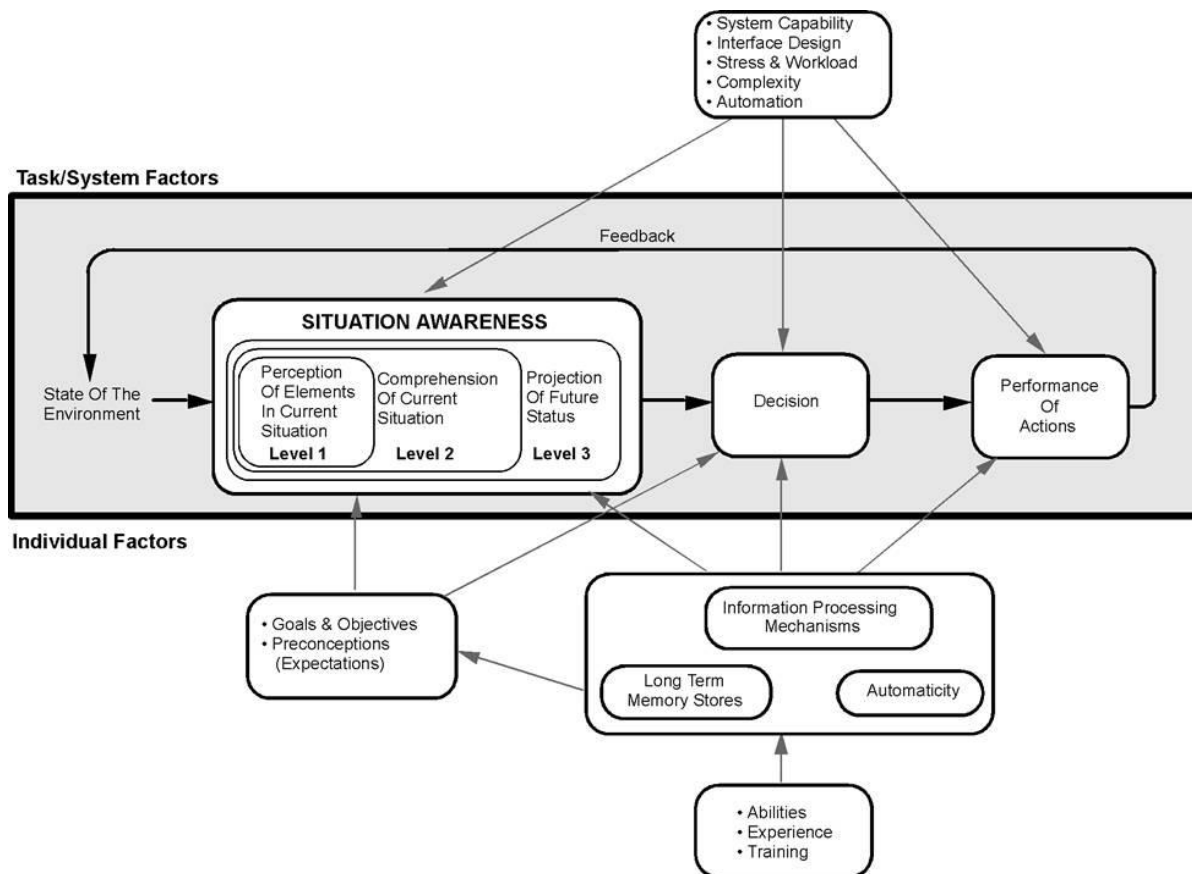 • System Capability
• Interface Design
• Stress & Workload
• Complexity
• Automation
Task/System Factors
Feedback
SITUATION AWARENESS
State Of The
Environment
Perception
Of Elements
In Current
Situation
Level 1
Comprehension
Of Current
Situation
Level 2
Projection
Of Future
Status
Level 3
Decision
Performance
Of
Actions
Individual Factors
• Goals & Objectives
• Preconceptions
(Expectations)
Information Processing
Mechanisms
Long Term
Memory Stores
Automaticity
• Abilities
• Experience
• Training